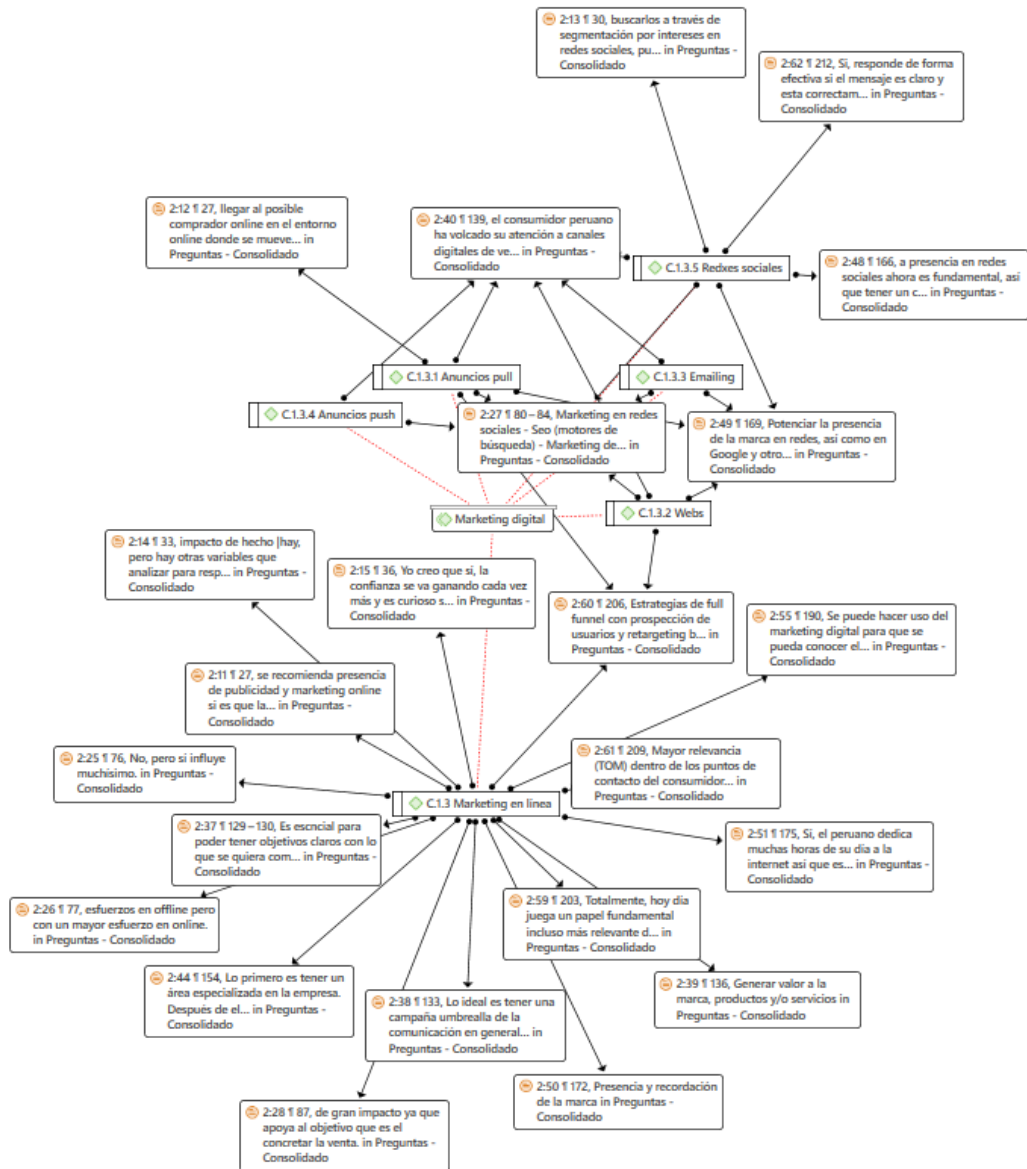 2:13 ¶ 30, buscarlos a través de
segmentación por intereses en
redes sociales, pu... in Preguntas -
Consolidado
2:62 ¶ 212, Si, responde de forma
efectiva si el mensaje es claro y
esta correctam... in Preguntas -
Consolidado
2:12 ¶ 27, llegar al posible
comprador online en el entorno
online donde se mueve... in
Preguntas - Consolidado
2:40 ¶ 139, el consumidor peruano
ha volcado su atención a canales
digitales de ve... in Preguntas -
Consolidado
C.1.3.5 Redxes sociales
2:48 ¶ 166, a presencia en redes
sociales ahora es fundamental, así
que tener un c... in Preguntas -
Consolidado
C.1.3.1 Anuncios pull
C.1.3.3 Emailing
C.1.3.4 Anuncios push
2:27 ¶ 80 – 84, Marketing en redes
sociales - Seo (motores de
búsqueda) - Marketing de... in
Preguntas - Consolidado
2:49 ¶ 169, Potenciar la presencia
de la marca en redes, así como en
Google y otro... in Preguntas -
Consolidado
Marketing digital
C.1.3.2 Webs
2:14 ¶ 33, impacto de hecho |hay,
pero hay otras variables que
analizar para resp... in Preguntas -
Consolidado
2:15 ¶ 36, Yo creo que si, la
confianza se va ganando cada vez
más y es curioso s... in Preguntas -
Consolidado
2:60 ¶ 206, Estrategias de full
funnel con prospección de
usuarios y retargeting b... in
Preguntas - Consolidado
2:55 ¶ 190, Se puede hacer uso del
marketing digital para que se
pueda conocer el... in Preguntas -
Consolidado
2:11 ¶ 27, se recomienda presencia
de publicidad y marketing online
si es que la... in Preguntas -
Consolidado
2:25 ¶ 76, No, pero si influye
muchísimo. in Preguntas -
Consolidado
2:61 ¶ 209, Mayor relevancia
(TOM) dentro de los puntos de
contacto del consumidor... in
Preguntas - Consolidado
C.1.3 Marketing en línea
2:37 ¶ 129 – 130, Es escncial para
poder tener objetivos claros con lo
que se quiera com... in Preguntas -
Consolidado
2:51 ¶ 175, Si, el peruano dedica
muchas horas de su día a la
internet así que es... in Preguntas -
Consolidado
2:26 ¶ 77, esfuerzos en offline pero
con un mayor esfuerzo en online.
in Preguntas - Consolidado
2:59 ¶ 203, Totalmente, hoy día
juega un papel fundamental
incluso más relevante d... in
Preguntas - Consolidado
2:44 ¶ 154, Lo primero es tener un
área especializada en la empresa.
Después de el... in Preguntas -
Consolidado
2:38 ¶ 133, Lo ideal es tener una
campaña umbrealla de la
comunicación en general... in
Preguntas - Consolidado
2:39 ¶ 136, Generar valor a la
marca, productos y/o servicios in
Preguntas - Consolidado
2:50 ¶ 172, Presencia y recordación
de la marca in Preguntas -
Consolidado
2:28 ¶ 87, de gran impacto ya que
apoya al objetivo que es el
concretar la venta. in Preguntas -
Consolidado